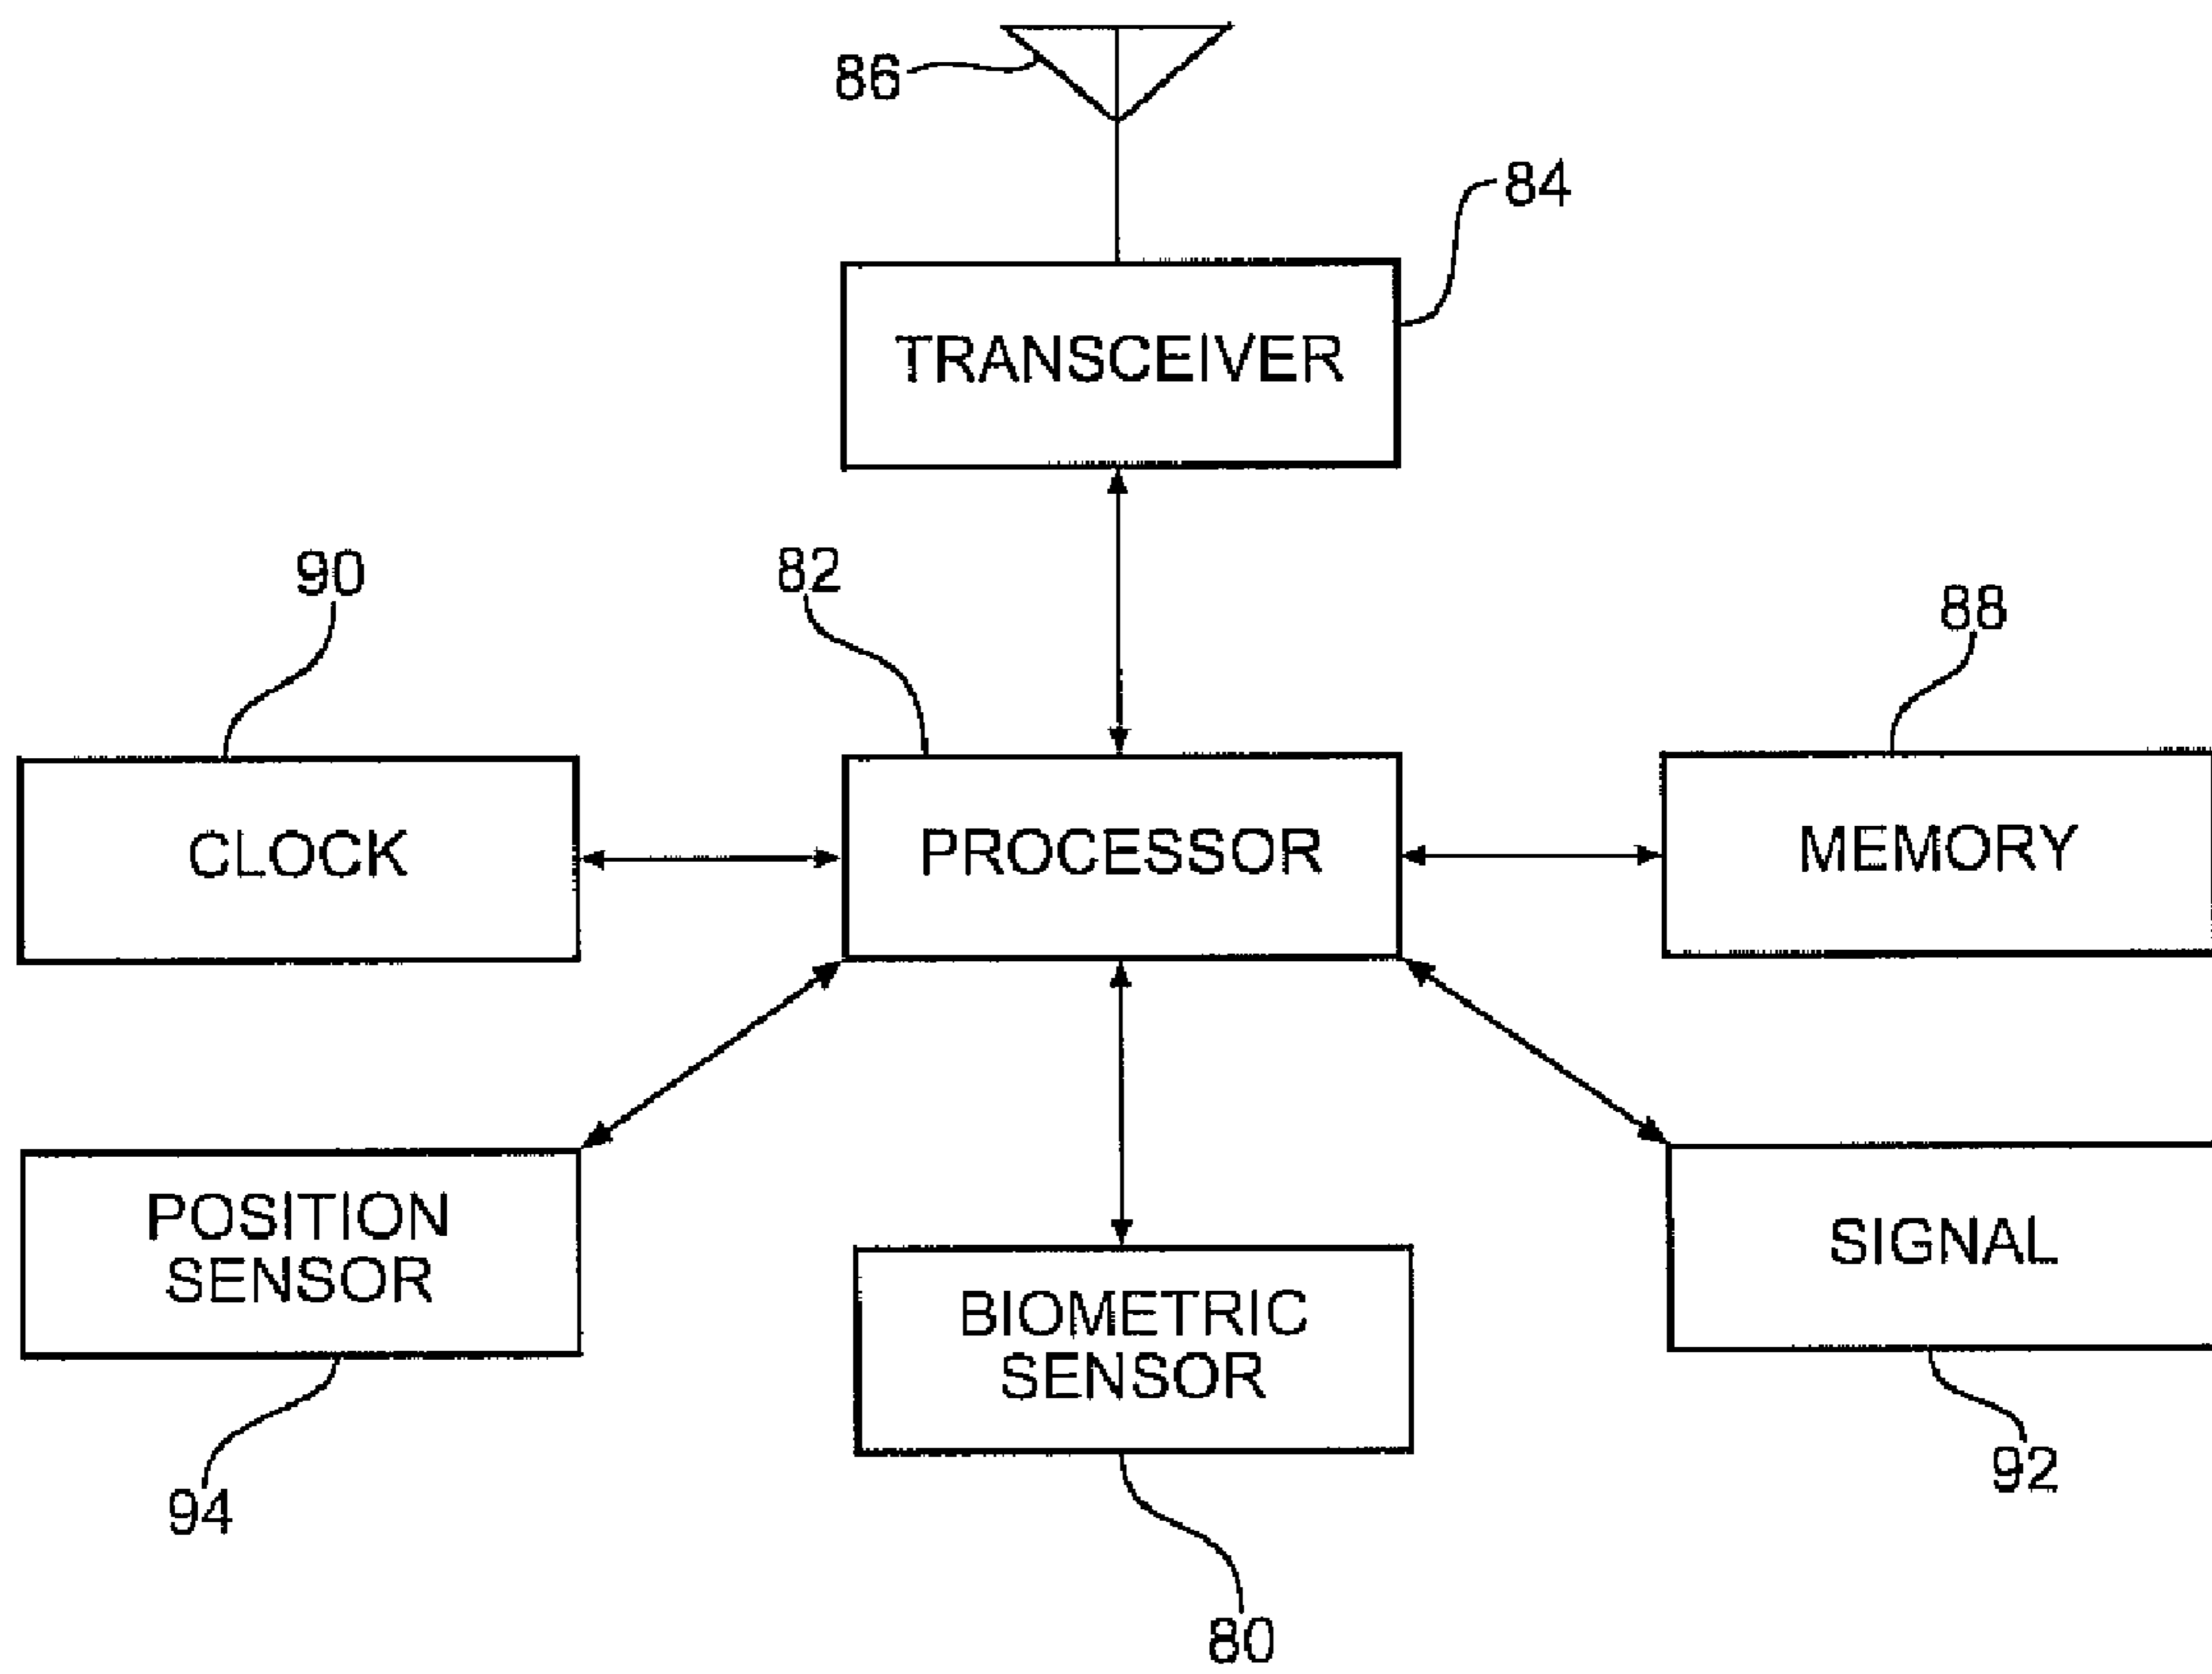 86
84
TRANSCEIVER
90
82
88
CLOCK
PROCESSOR
MEMORY
POSITION
SENSOR
BIOMETRIC
SENSOR
SIGNAL
94
92
80